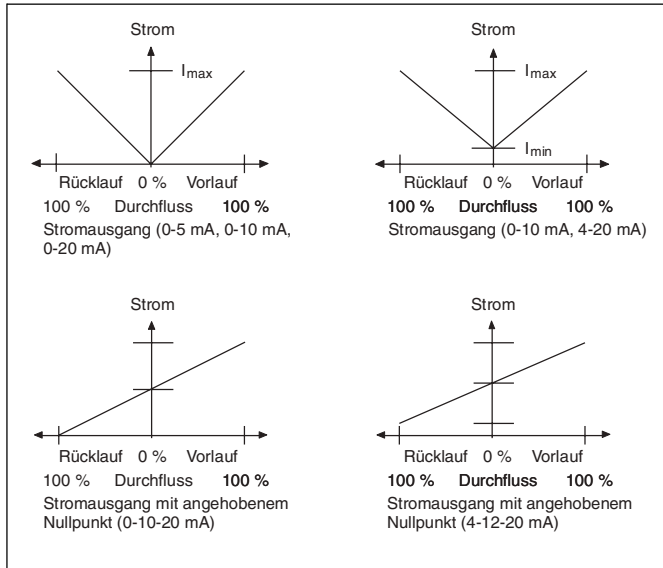 Strom
I max
Rücklauf 0 % Vorlauf
100 % Durchfluss 100 %
Stromausgang (0-5 mA, 0-10 mA,
0-20 mA)
Strom
I max
I min
Rücklauf 0 % Vorlauf
100 % Durchfluss 100 %
Stromausgang (0-10 mA, 4-20 mA)
Strom
Rücklauf 0 % Vorlauf
100 % Durchfluss 100 %
Stromausgang mit angehobenem
Nullpunkt (0-10-20 mA)
Strom
Rücklauf 0 % Vorlauf
100 % Durchfluss 100 %
Stromausgang mit angehobenem
Nullpunkt (4-12-20 mA)